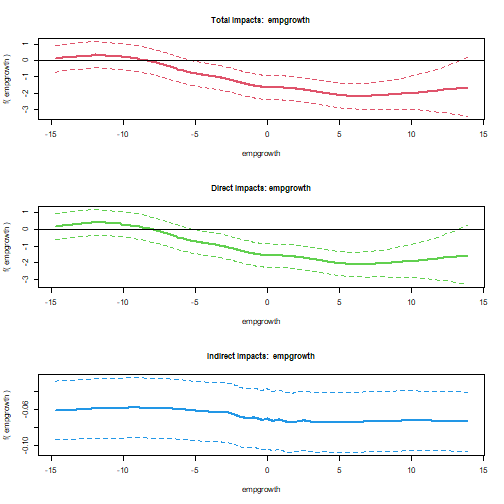 Total Impacts: empgrowth
f( empgrowth )
1
0
-1
-2
-3
-15 -10 -5 0 5 10 15
empgrowth
Direct Impacts: empgrowth
f( empgrowth )
1
0
-1
-2
-3
-15 -10 -5 0 5 10 15
empgrowth
Indirect Impacts: empgrowth
f( empgrowth )
-0.06
-0.10
-15 -10 -5 0 5 10 15
empgrowth